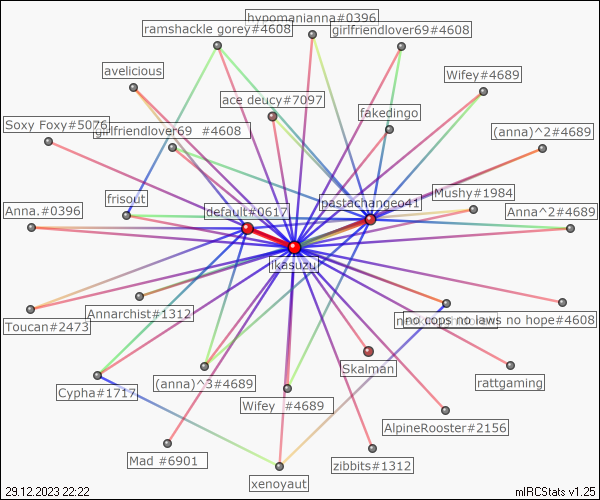 hypomanianna#0396
ramshackle gorey#4608
girlfriendlover69#4608
avelicious
Wifey#4689
ace deucy#7097
fakedingo
Soxy Foxy#5076
girlfriendlover69 #4608
(anna)^2#4689
frisout
pastachangeo41
Mushy#1984
Anna.#0396
default#0617
Anna^2#4689
ikasuzu
Annarchist#1312
no cops no laws no hope#4608
Toucan#2473
Skalman
Cypha#1717
(anna)^3#4689
rattgaming
Wifey #4689
AlpineRooster#2156
Mad #6901
zibbits#1312
xenoyaut
29.12.2023 22:22
mIRCStats v1.25